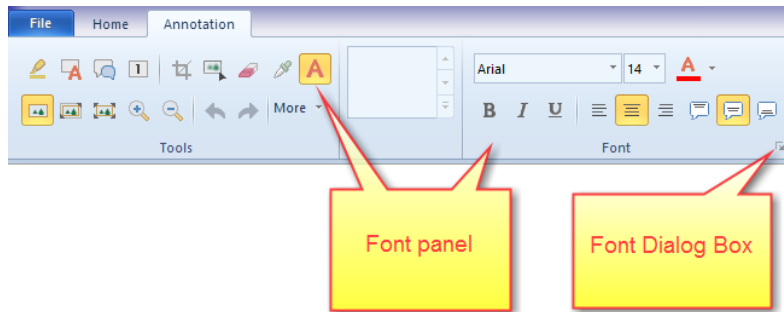 File Home Annotation
A 1 A
Arial 14 A
More
B I U
Tools Font
Font panel
Font Dialog Box